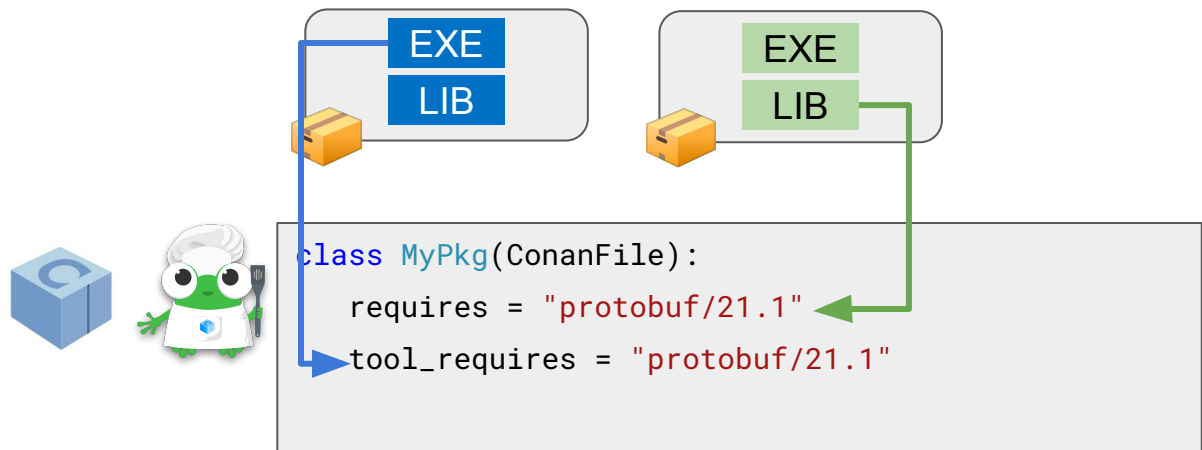 EXE
LIB
EXE
LIB
class MyPkg(ConanFile):
requires = "protobuf/21.1"
tool_requires = "protobuf/21.1"